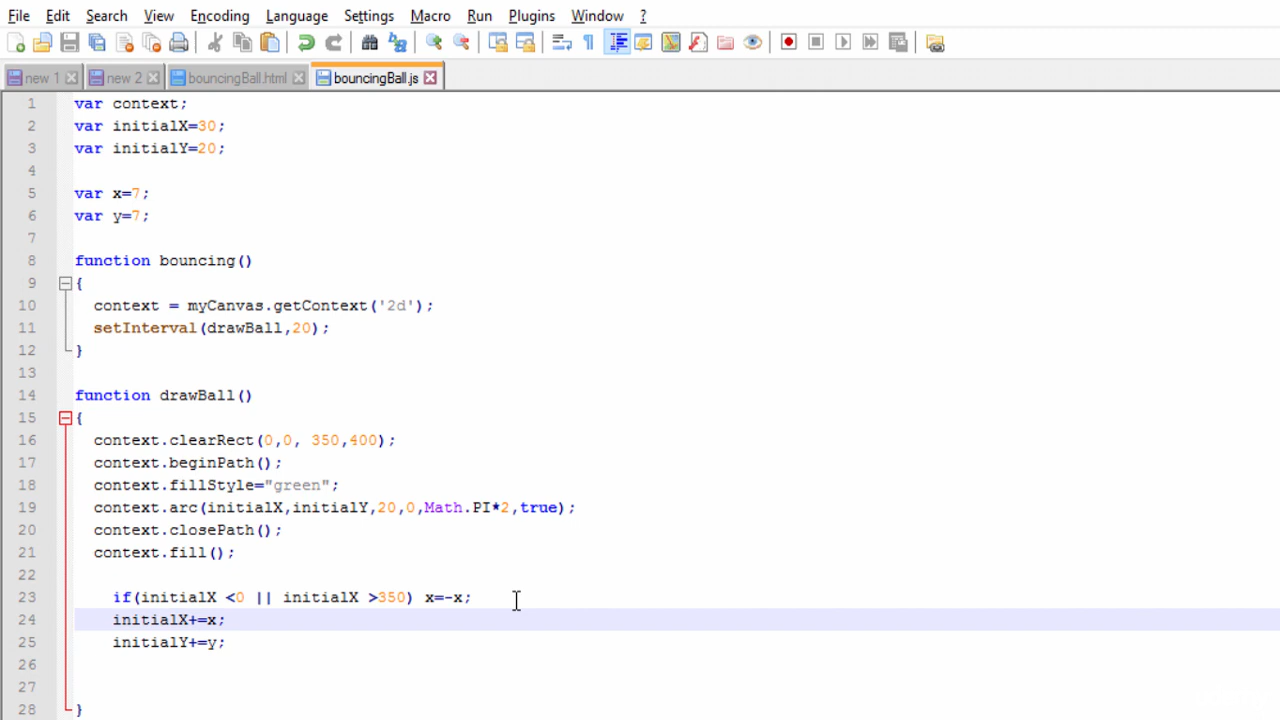 File Edit Search View Encoding Language Settings Macro Run Plugins Window ?
new 1 new 2 bouncingBall.html bouncingBall.js
1 var context;
2 var initialX=30;
3 var initialY=20;
4
5 var x=7;
6 var y=7;
7
8 function bouncing()
9 {
10 context = myCanvas.getContext('2d');
11 setInterval(drawBall,20);
12 }
13
14 function drawBall()
15 {
16 context.clearRect(0,0, 350,400);
17 context.beginPath();
18 context.fillStyle="green";
19 context.arc(initialX,initialY,20,0,Math.PI*2,true);
20 context.closePath();
21 context.fill();
22
23 if(initialX <0 || initialX >350) x=-x;
24 initialX+=x;
25 initialY+=y;
26
27
28 }